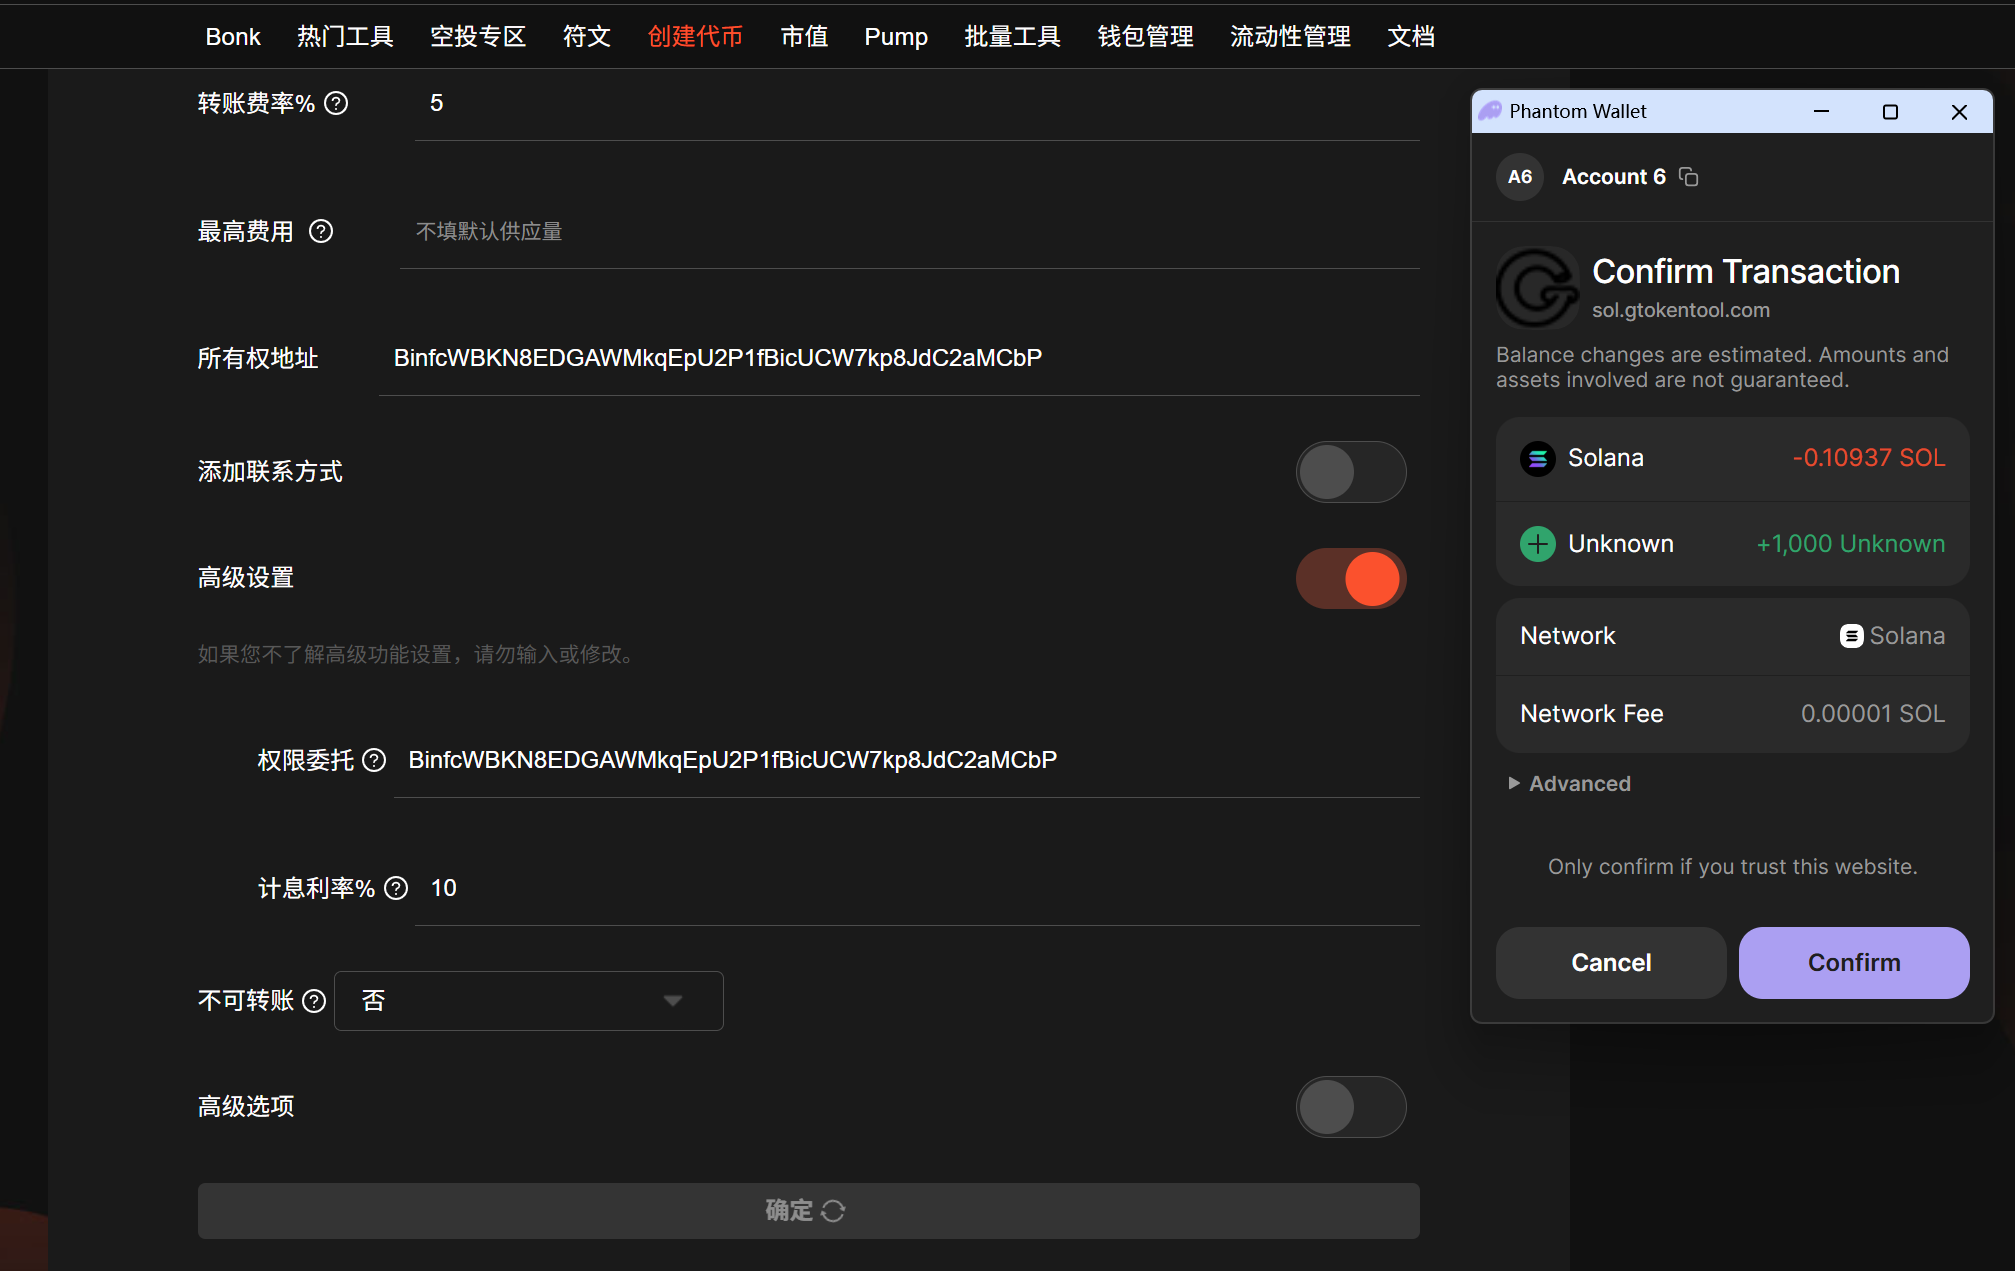 Bonk 热门工具 空投专区 符文 创建代币 市值 Pump 批量工具 钱包管理 流动性管理 文档
转账费率% 5
最高费用 不填默认供应量
所有权地址 BinfcWBKN8EDGAWMkqEpU2P1fBicUCW7kp8JdC2aMCbP
添加联系方式
高级设置
如果您不了解高级功能设置，请勿输入或修改。
权限委托 BinfcWBKN8EDGAWMkqEpU2P1fBicUCW7kp8JdC2aMCbP
计息利率% 10
不可转账 否
高级选项
确定
Phantom Wallet
A6 Account 6
Confirm Transaction
sol.gtokentool.com
Balance changes are estimated. Amounts and
assets involved are not guaranteed.
Solana -0.10937 SOL
Unknown +1,000 Unknown
Network Solana
Network Fee 0.00001 SOL
Advanced
Only confirm if you trust this website.
Cancel Confirm